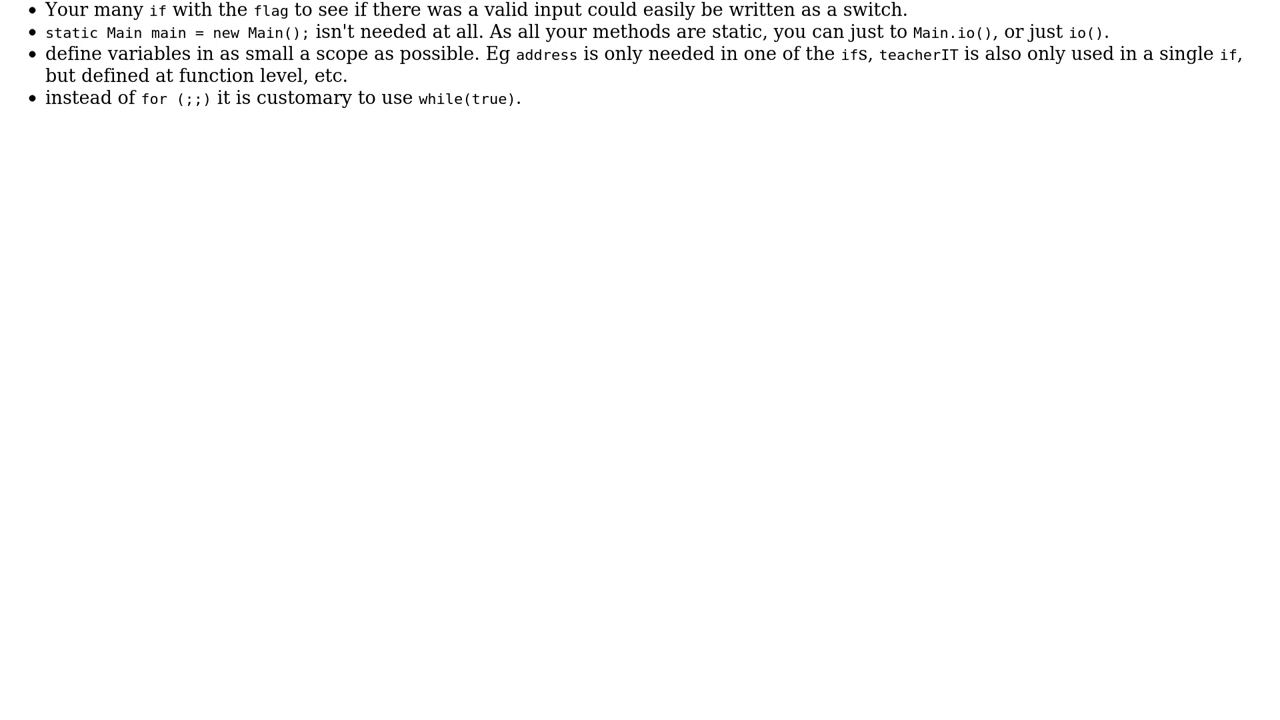 • Your many if with the flag to see if there was a valid input could easily be written as a switch.
• static Main main = new Main(); isn't needed at all. As all your methods are static, you can just to Main.io(), or just io().
• define variables in as small a scope as possible. Eg address is only needed in one of the ifs, teacherIT is also only used in a single if,
but defined at function level, etc.
• instead of for (;;) it is customary to use while(true).